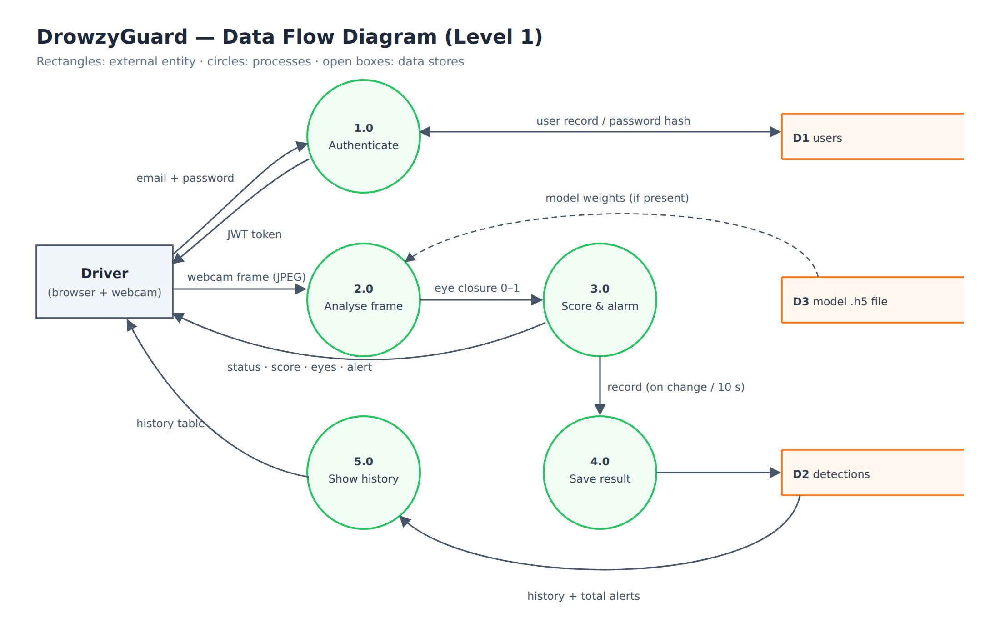 DrowzyGuard — Data Flow Diagram (Level 1)
Rectangles: external entity · circles: processes · open boxes: data stores
1.0
Authenticate
user record / password hash
D1 users
email + password
model weights (if present)
JWT token
Driver
(browser + webcam)
webcam frame (JPEG)
2.0
Analyse frame
eye closure 0–1
3.0
Score & alarm
D3 model .h5 file
status · score · eyes · alert
record (on change / 10 s)
history table
5.0
Show history
4.0
Save result
D2 detections
history + total alerts